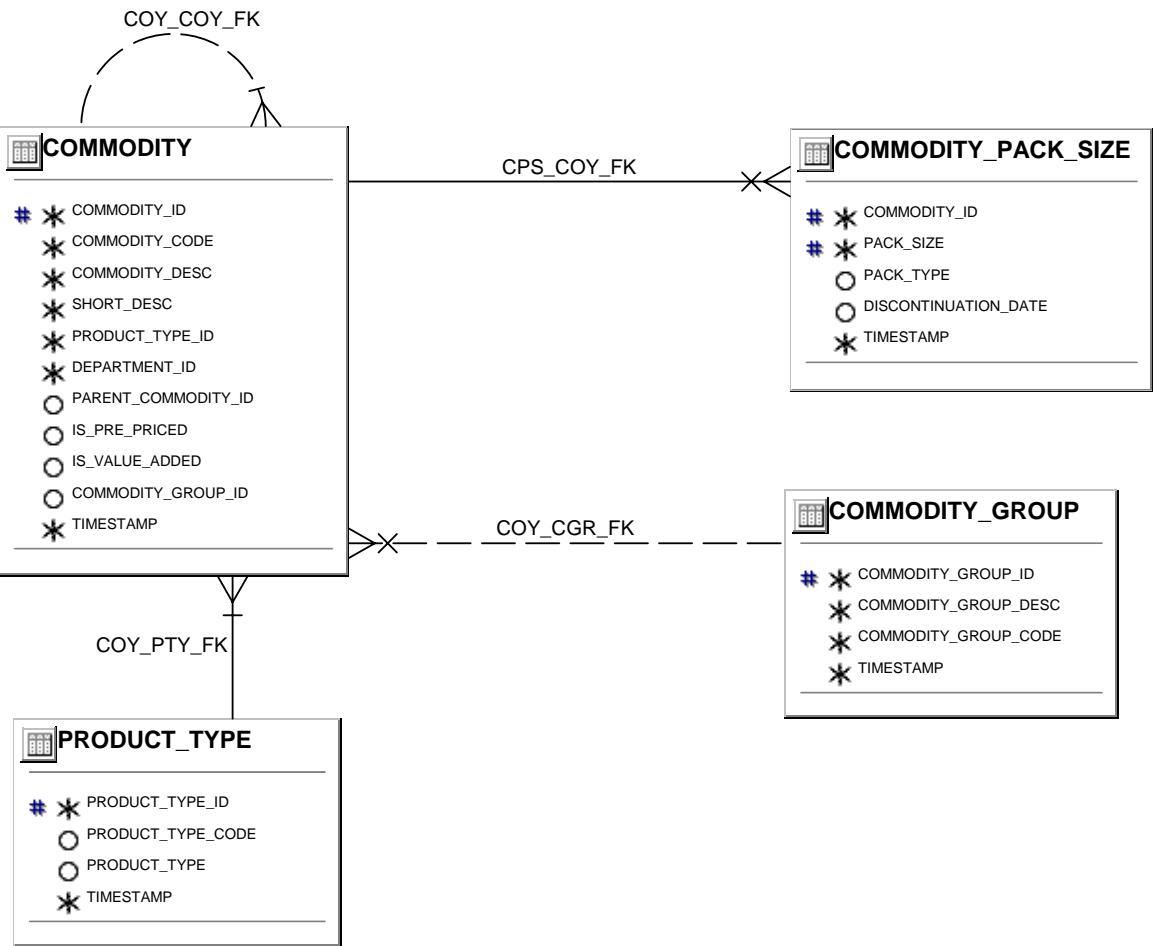 COY_COY_FK
COMMODITY
# * COMMODITY_ID
* COMMODITY_CODE
* COMMODITY_DESC
* SHORT_DESC
* PRODUCT_TYPE_ID
* DEPARTMENT_ID
O PARENT_COMMODITY_ID
O IS_PRE_PRICED
O IS_VALUE_ADDED
O COMMODITY_GROUP_ID
* TIMESTAMP
CPS_COY_FK
COMMODITY_PACK_SIZE
# * COMMODITY_ID
# * PACK_SIZE
O PACK_TYPE
O DISCONTINUATION_DATE
* TIMESTAMP
COY_CGR_FK
COMMODITY_GROUP
# * COMMODITY_GROUP_ID
* COMMODITY_GROUP_DESC
* COMMODITY_GROUP_CODE
* TIMESTAMP
COY_PTY_FK
PRODUCT_TYPE
# * PRODUCT_TYPE_ID
O PRODUCT_TYPE_CODE
O PRODUCT_TYPE
* TIMESTAMP